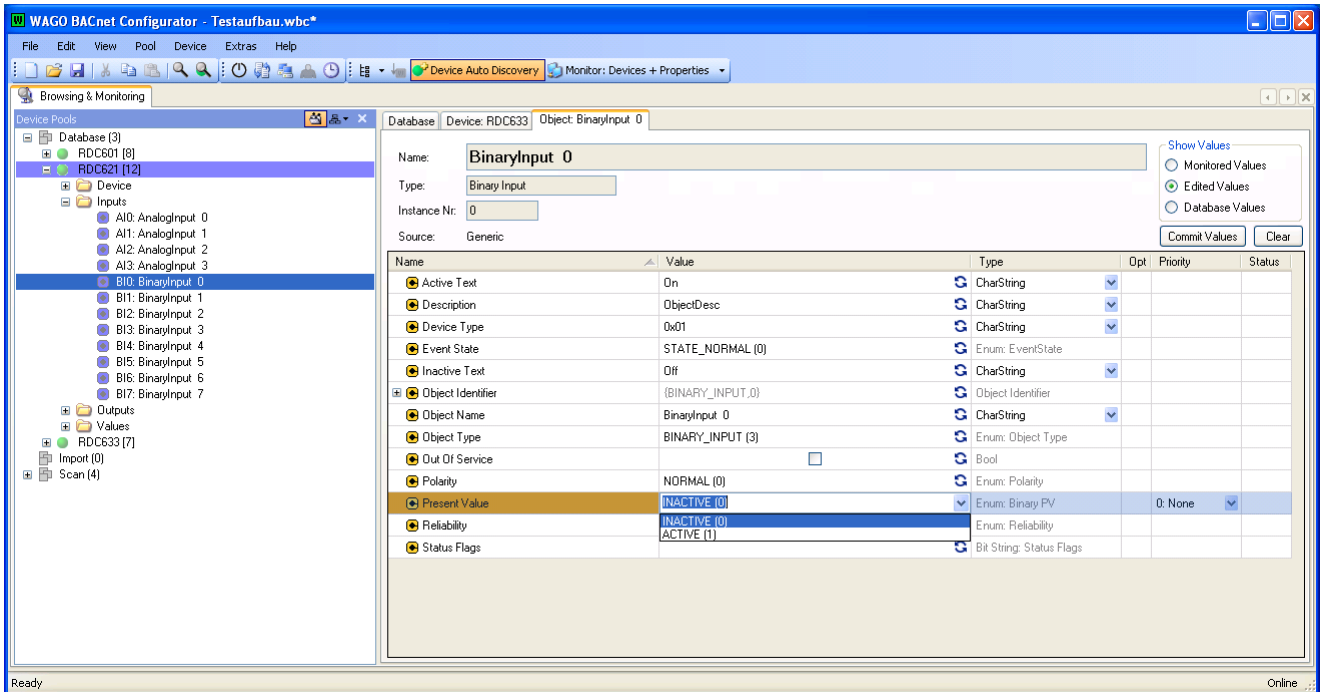 WAGO BACnet Configurator - Testaufbau.wbc*
File Edit View Pool Device Extras Help
Device Auto Discovery Monitor: Devices + Properties
Browsing & Monitoring
Device Pools
Database (3)
RDC601 [8]
RDC621 [12]
Device
Inputs
AI0: AnalogInput 0
AI1: AnalogInput 1
AI2: AnalogInput 2
AI3: AnalogInput 3
BI0: BinaryInput 0
BI1: BinaryInput 1
BI2: BinaryInput 2
BI3: BinaryInput 3
BI4: BinaryInput 4
BI5: BinaryInput 5
BI6: BinaryInput 6
BI7: BinaryInput 7
Outputs
Values
RDC633 [7]
Import (0)
Scan (4)
Database Device: RDC633 Object: BinaryInput 0
Name: BinaryInput 0
Type: Binary Input
Instance Nr: 0
Source: Generic
Show Values
Monitored Values
Edited Values
Database Values
Commit Values Clear
Name Value Type Opt Priority Status
Active Text On CharString
Description ObjectDesc CharString
Device Type 0x01 CharString
Event State STATE_NORMAL (0) Enum: EventState
Inactive Text Off CharString
Object Identifier {BINARY_INPUT,0} Object Identifier
Object Name BinaryInput 0 CharString
Object Type BINARY_INPUT (3) Enum: Object Type
Out Of Service Bool
Polarity NORMAL (0) Enum: Polarity
Present Value INACTIVE (0) Enum: Binary PV 0: None
INACTIVE (0)
ACTIVE (1)
Reliability Enum: Reliability
Status Flags Bit String: Status Flags
Ready Online